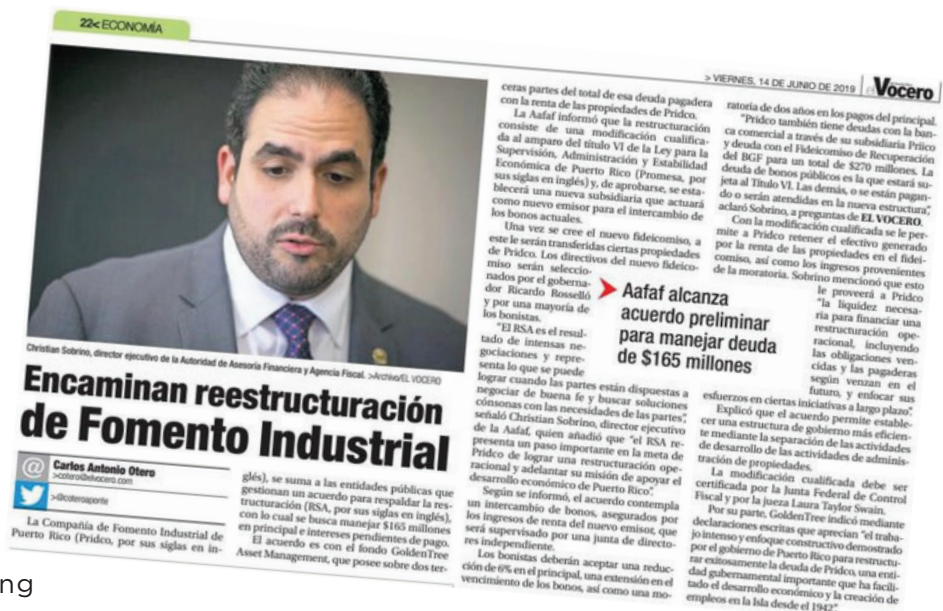 22< ECONOMÍA
> VIERNES, 14 DE JUNIO DE 2019
el Vocero
Christian Sobrino, director ejecutivo de la Autoridad de Asesoría Financiera y Agencia Fiscal. >Archivo/EL VOCERO
Encaminan reestructuración
de Fomento Industrial
@ Carlos Antonio Otero
>cotero@elvocero.com
>@coteroaponte
La Compañía de Fomento Industrial de
Puerto Rico (Pridco, por sus siglas en in-
glés), se suma a las entidades públicas que
gestionan un acuerdo para respaldar la res-
tructuración (RSA, por sus siglas en inglés),
con lo cual se busca manejar $165 millones
en principal e intereses pendientes de pago.
El acuerdo es con el fondo GoldenTree
Asset Management, que posee sobre dos ter-
ceras partes del total de esa deuda pagadera
con la renta de las propiedades de Pridco.
La Aafaf informó que la restructuración
consiste de una modificación cualifica-
da al amparo del título VI de la Ley para la
Supervisión, Administración y Estabilidad
Económica de Puerto Rico (Promesa, por
sus siglas en inglés) y, de aprobarse, se esta-
blecerá una nueva subsidiaria que actuará
como nuevo emisor para el intercambio de
los bonos actuales.
Una vez se cree el nuevo fideicomiso, a
este le serán transferidas ciertas propiedades
de Pridco. Los directivos del nuevo fideico-
miso serán seleccio-
nados por el goberna-
dor Ricardo Rosselló
y por una mayoría de
los bonistas.
"El RSA es el resul-
tado de intensas ne-
gociaciones y repre-
senta lo que se puede
lograr cuando las partes están dispuestas a
negociar de buena fe y buscar soluciones
cónsonas con las necesidades de las partes",
señaló Christian Sobrino, director ejecutivo
de la Aafaf, quien añadió que "el RSA re-
presenta un paso importante en la meta de
Pridco de lograr una restructuración ope-
racional y adelantar su misión de apoyar el
desarrollo económico de Puerto Rico".
Según se informó, el acuerdo contempla
un intercambio de bonos, asegurados por
los ingresos de renta del nuevo emisor, que
será supervisado por una junta de directo-
res independiente.
Los bonistas deberán aceptar una reduc-
ción de 6% en el principal, una extensión en el
vencimiento de los bonos, así como una mo-
Aafaf alcanza
acuerdo preliminar
para manejar deuda
de $165 millones
ratoria de dos años en los pagos del principal.
"Pridco también tiene deudas con la ban-
ca comercial a través de su subsidiaria Priico
y deuda con el Fideicomiso de Recuperación
del BGF para un total de $270 millones. La
deuda de bonos públicos es la que estará su-
jeta al Título VI. Las demás, o se están pagan-
do o serán atendidas en la nueva estructura",
aclaró Sobrino, a preguntas de EL VOCERO.
Con la modificación cualificada se le per-
mite a Pridco retener el efectivo generado
por la renta de las propiedades en el fidei-
comiso, así como los ingresos provenientes
de la moratoria. Sobrino mencionó que esto
le proveerá a Pridco
"la liquidez necesa-
ria para financiar una
restructuración ope-
racional, incluyendo
las obligaciones ven-
cidas y las pagaderas
según venzan en el
futuro, y enfocar sus
esfuerzos en ciertas iniciativas a largo plazo".
Explicó que el acuerdo permite estable-
cer una estructura de gobierno más eficien-
te mediante la separación de las actividades
de desarrollo de las actividades de adminis-
tración de propiedades.
La modificación cualificada debe ser
certificada por la Junta Federal de Control
Fiscal y por la jueza Laura Taylor Swain.
Por su parte, GoldenTree indicó mediante
declaraciones escritas que aprecian "el traba-
jo intenso y enfoque constructivo demostrado
por el gobierno de Puerto Rico para restructu-
rar exitosamente la deuda de Pridco, una enti-
dad gubernamental importante que ha facili-
tado el desarrollo económico y la creación de
empleos en la Isla desde el 1942".
ng